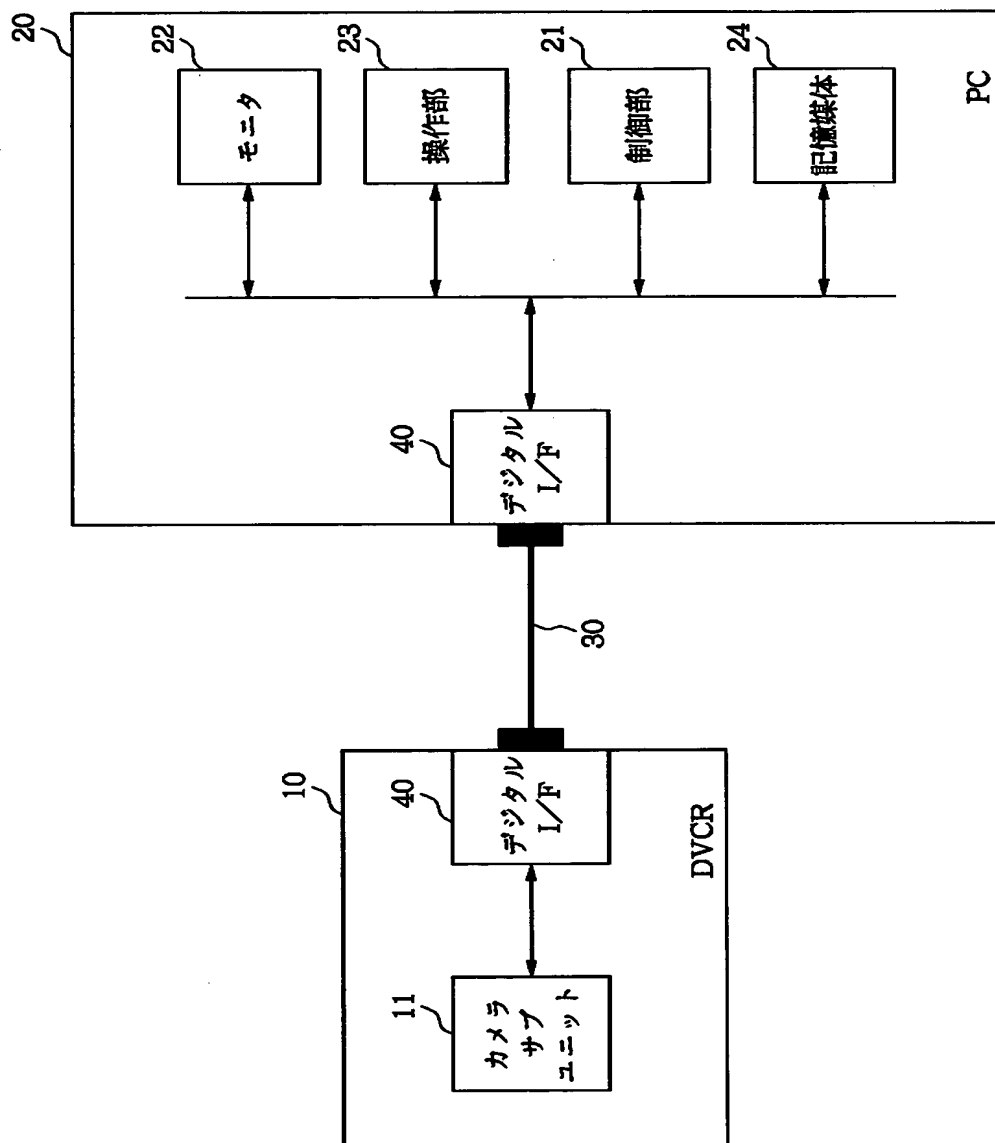 10
11
カメラ
サブ
ユニット
40
デジタル
I/F
DVCR
30
20
40
デジタル
I/F
22
モニタ
23
操作部
21
制御部
24
記憶媒体
PC